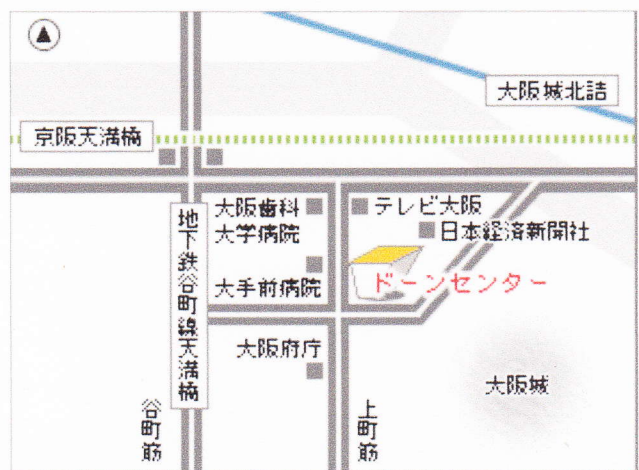 大阪城北詰
京阪天満橋
大阪歯科
大学病院
テレビ大阪
日本経済新聞社
地下鉄谷町線天満橋
ドーンセンター
大手前病院
大阪府庁
大阪城
谷町筋
上町筋